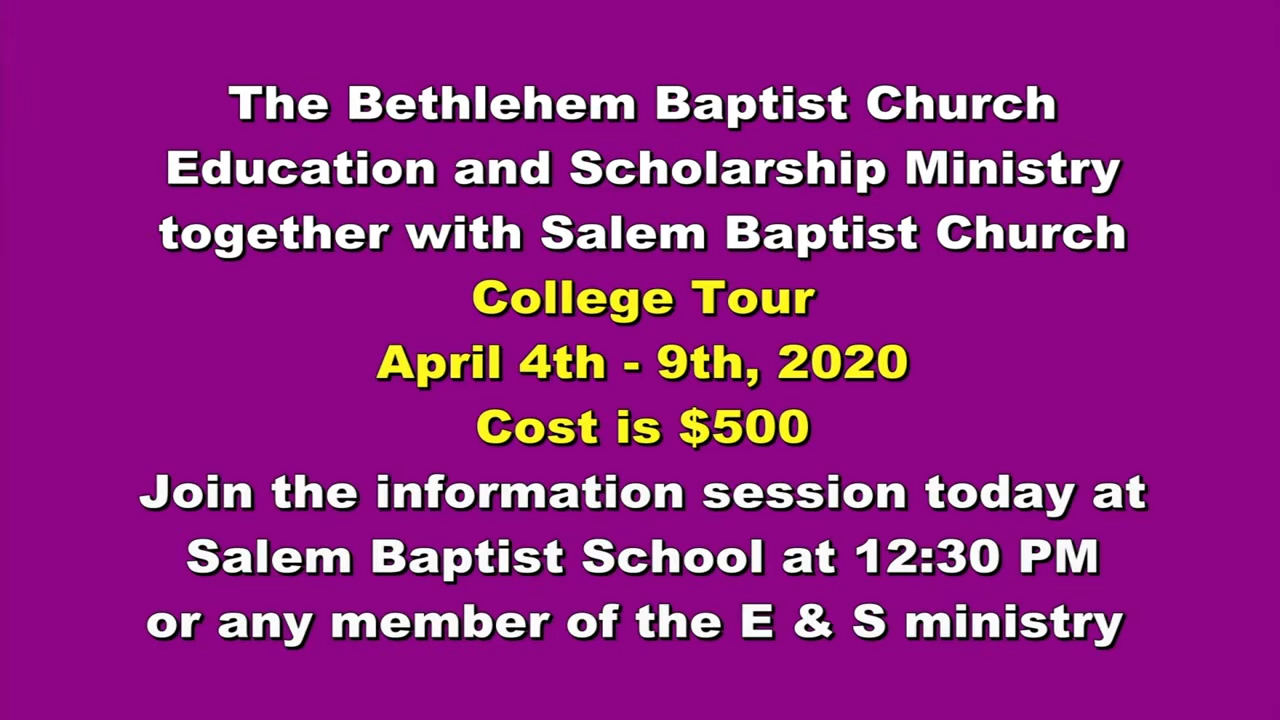 The Bethlehem Baptist Church
Education and Scholarship Ministry
together with Salem Baptist Church
College Tour
April 4th - 9th, 2020
Cost is $500
Join the information session today at
Salem Baptist School at 12:30 PM
or any member of the E & S ministry